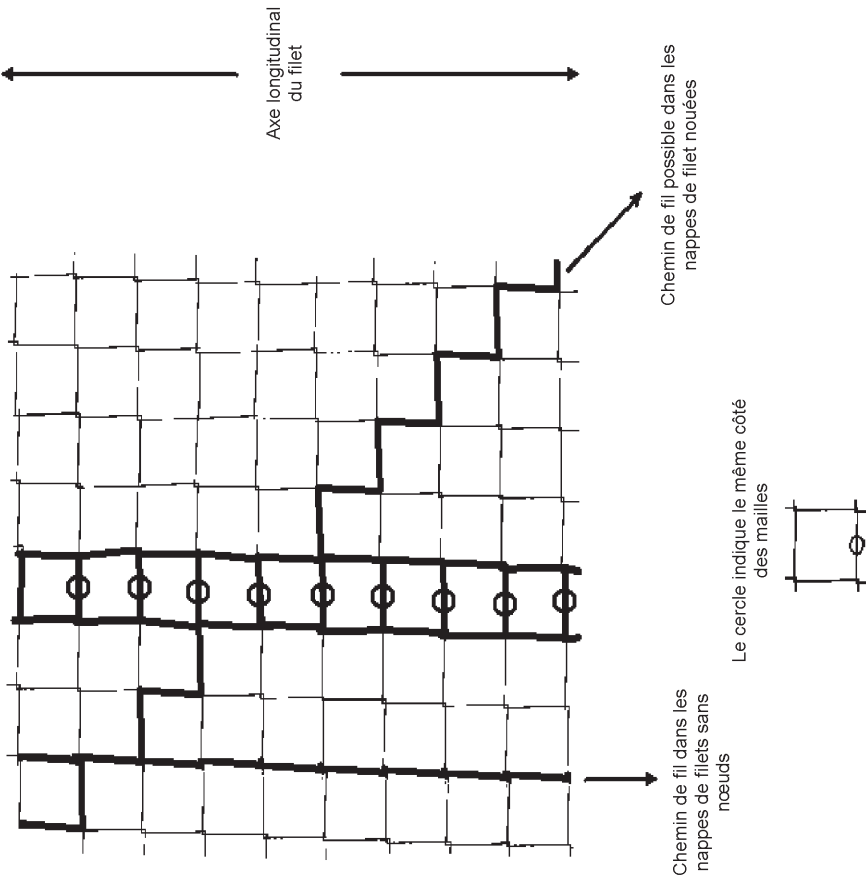 Axe longitudinal
du filet
Chemin de fil possible dans les
nappes de filet nouées
Le cercle indique le même côté
des mailles
Chemin de fil dans les
nappes de filets sans
nœuds